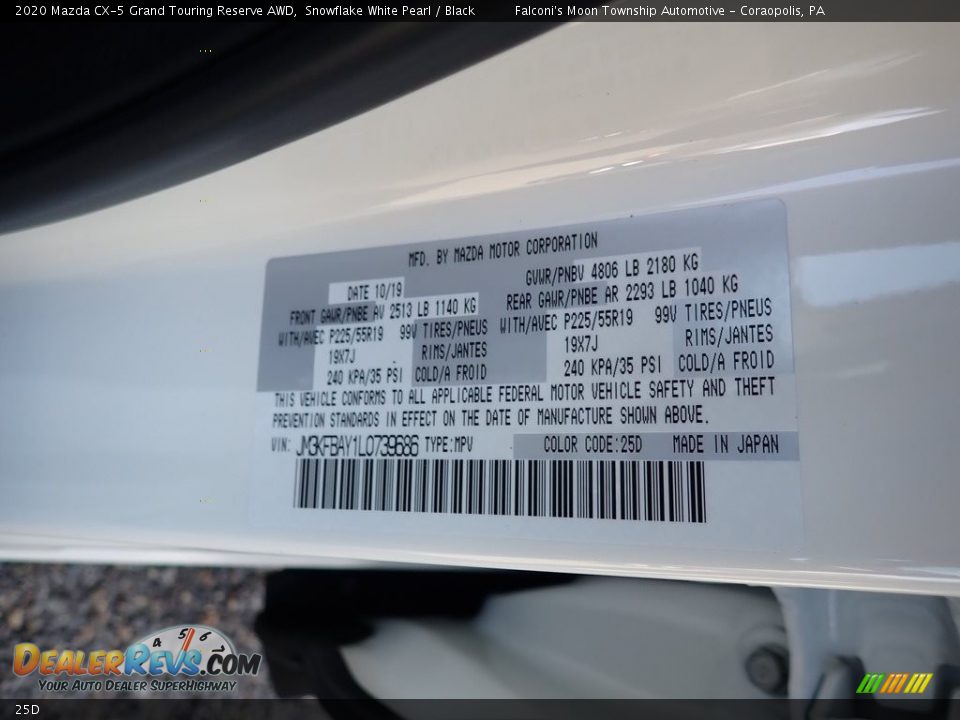 2020 Mazda CX-5 Grand Touring Reserve AWD,  Snowflake White Pearl / Black          Falconi's Moon Township Automotive - Coraopolis, PA
MFD. BY MAZDA MOTOR CORPORATION
DATE 10/19 GVWR/PNBV 4806 LB 2180 KG
FRONT GAWR/PNBE AV 2513 LB 1140 KG REAR GAWR/PNBE AR 2293 LB 1040 KG
WITH/AVEC P225/55R19 99V TIRES/PNEUS WITH/AVEC P225/55R19 99V TIRES/PNEUS
19X7J RIMS/JANTES 19X7J RIMS/JANTES
240 KPA/35 PSI COLD/A FROID 240 KPA/35 PSI COLD/A FROID
THIS VEHICLE CONFORMS TO ALL APPLICABLE FEDERAL MOTOR VEHICLE SAFETY AND THEFT
PREVENTION STANDARDS IN EFFECT ON THE DATE OF MANUFACTURE SHOWN ABOVE.
VIN: JM3KFBAY1L0739686 TYPE:MPV COLOR CODE:25D MADE IN JAPAN
4 5 6
DEALERREVS.COM
YOUR AUTO DEALER SUPERHIGHWAY
25D